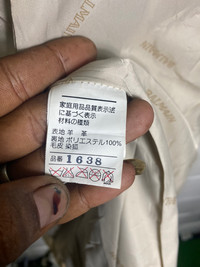 家庭用品品質表示法
に基づく表示
材料の種類
表地 羊 革
裏地 ポリエステル100%
毛皮 染狐
品番 1638